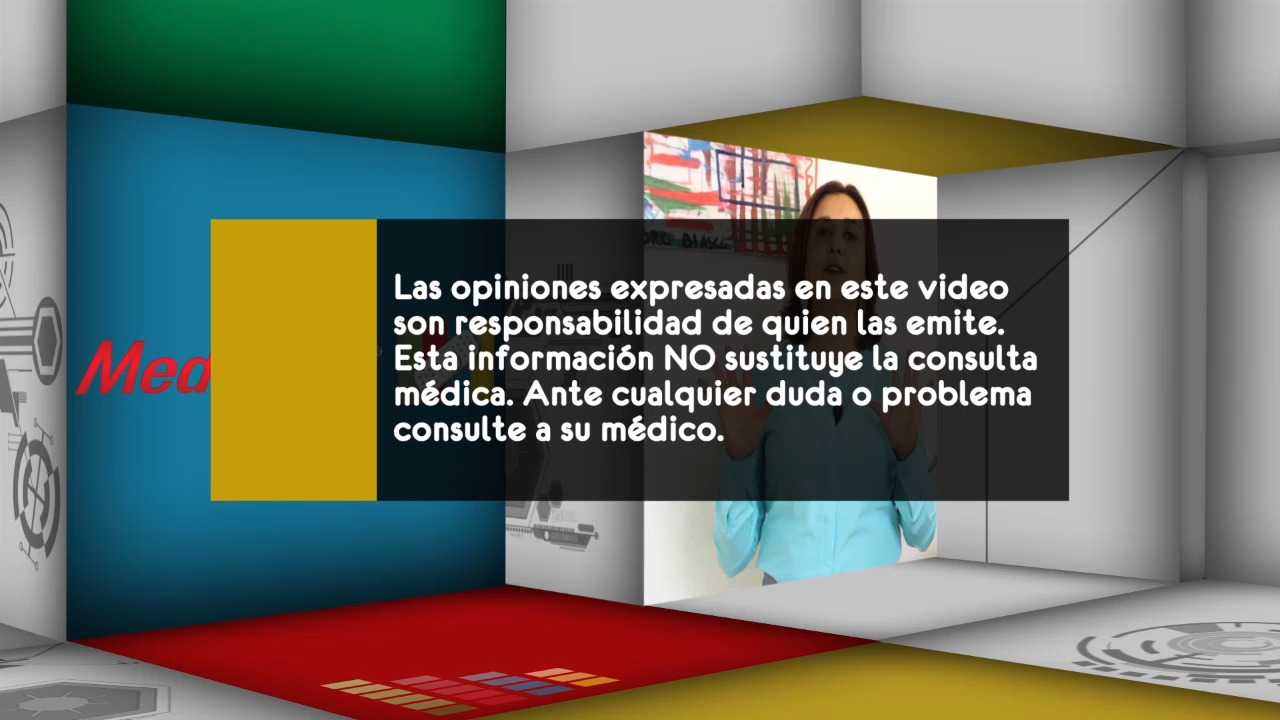 Las opiniones expresadas en este video
son responsabilidad de quien las emite.
Esta información NO sustituye la consulta
médica. Ante cualquier duda o problema
consulte a su médico.
Med